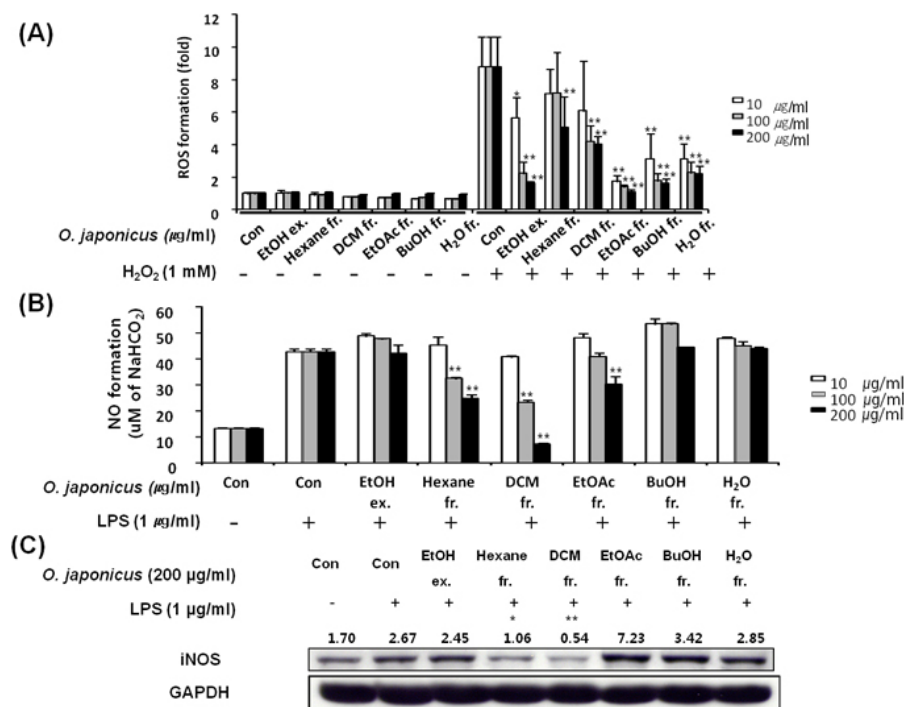 (A)
ROS formation (fold)
12
10
8
6
4
2
0
* ** ** ** ** ** ** ** ** ** ** ** ** ** **
10 μg/ml
100 μg/ml
200 μg/ml
O. japonicus (μg/ml)
Con EtOH ex. Hexane fr. DCM fr. EtOAc fr. BuOH fr. H₂O fr. Con EtOH ex. Hexane fr. DCM fr. EtOAc fr. BuOH fr. H₂O fr.
H₂O₂ (1 mM) – – – – – – – + + + + + + +
(B)
NO formation
(uM of NaHCO₂)
60
50
40
30
20
10
0
** ** ** ** **
10 μg/ml
100 μg/ml
200 μg/ml
Con Con EtOH Hexane DCM EtOAc BuOH H₂O
O. japonicus (μg/ml) ex. fr. fr. fr. fr. fr.
LPS (1 μg/ml) – + + + + + + +
(C)
Con Con EtOH Hexane DCM EtOAc BuOH H₂O
O. japonicus (200 μg/ml) ex. fr. fr. fr. fr. fr.
LPS (1 μg/ml) - + + + + + + +
* **
1.70 2.67 2.45 1.06 0.54 7.23 3.42 2.85
iNOS
GAPDH